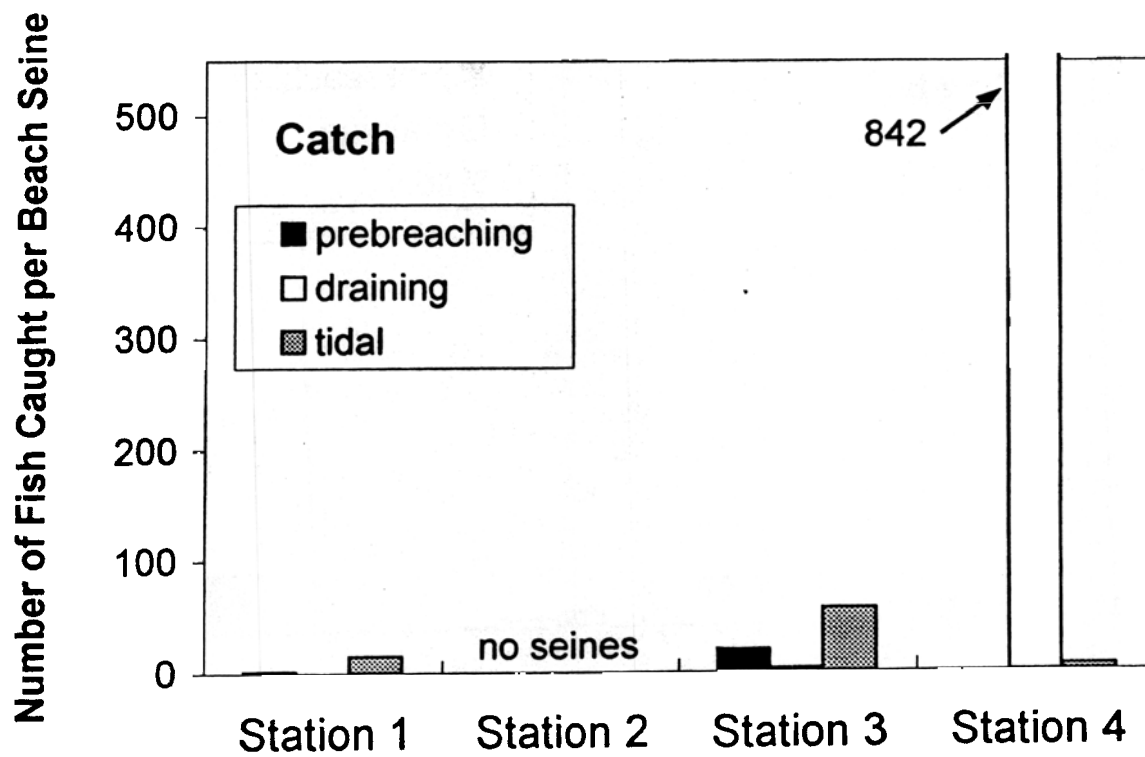 Number of Fish Caught per Beach Seine
500
400
300
200
100
0
Catch
prebreaching
draining
tidal
842
no seines
Station 1
Station 2
Station 3
Station 4